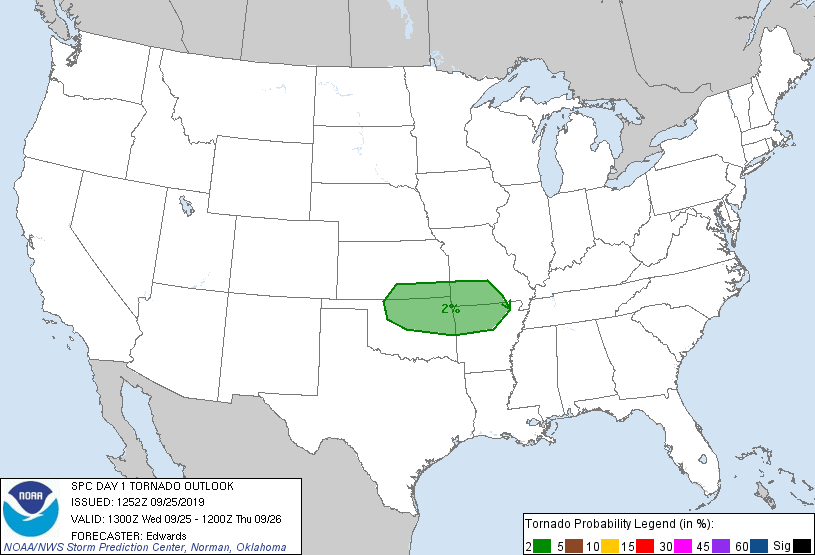 2%
NOAA
SPC DAY 1 TORNADO OUTLOOK
ISSUED: 1252Z 09/25/2019
VALID: 1300Z Wed 09/25 - 1200Z Thu 09/26
FORECASTER: Edwards
NOAA/NWS Storm Prediction Center, Norman, Oklahoma
Tornado Probability Legend (in %):
2 5 10 15 30 45 60 Sig